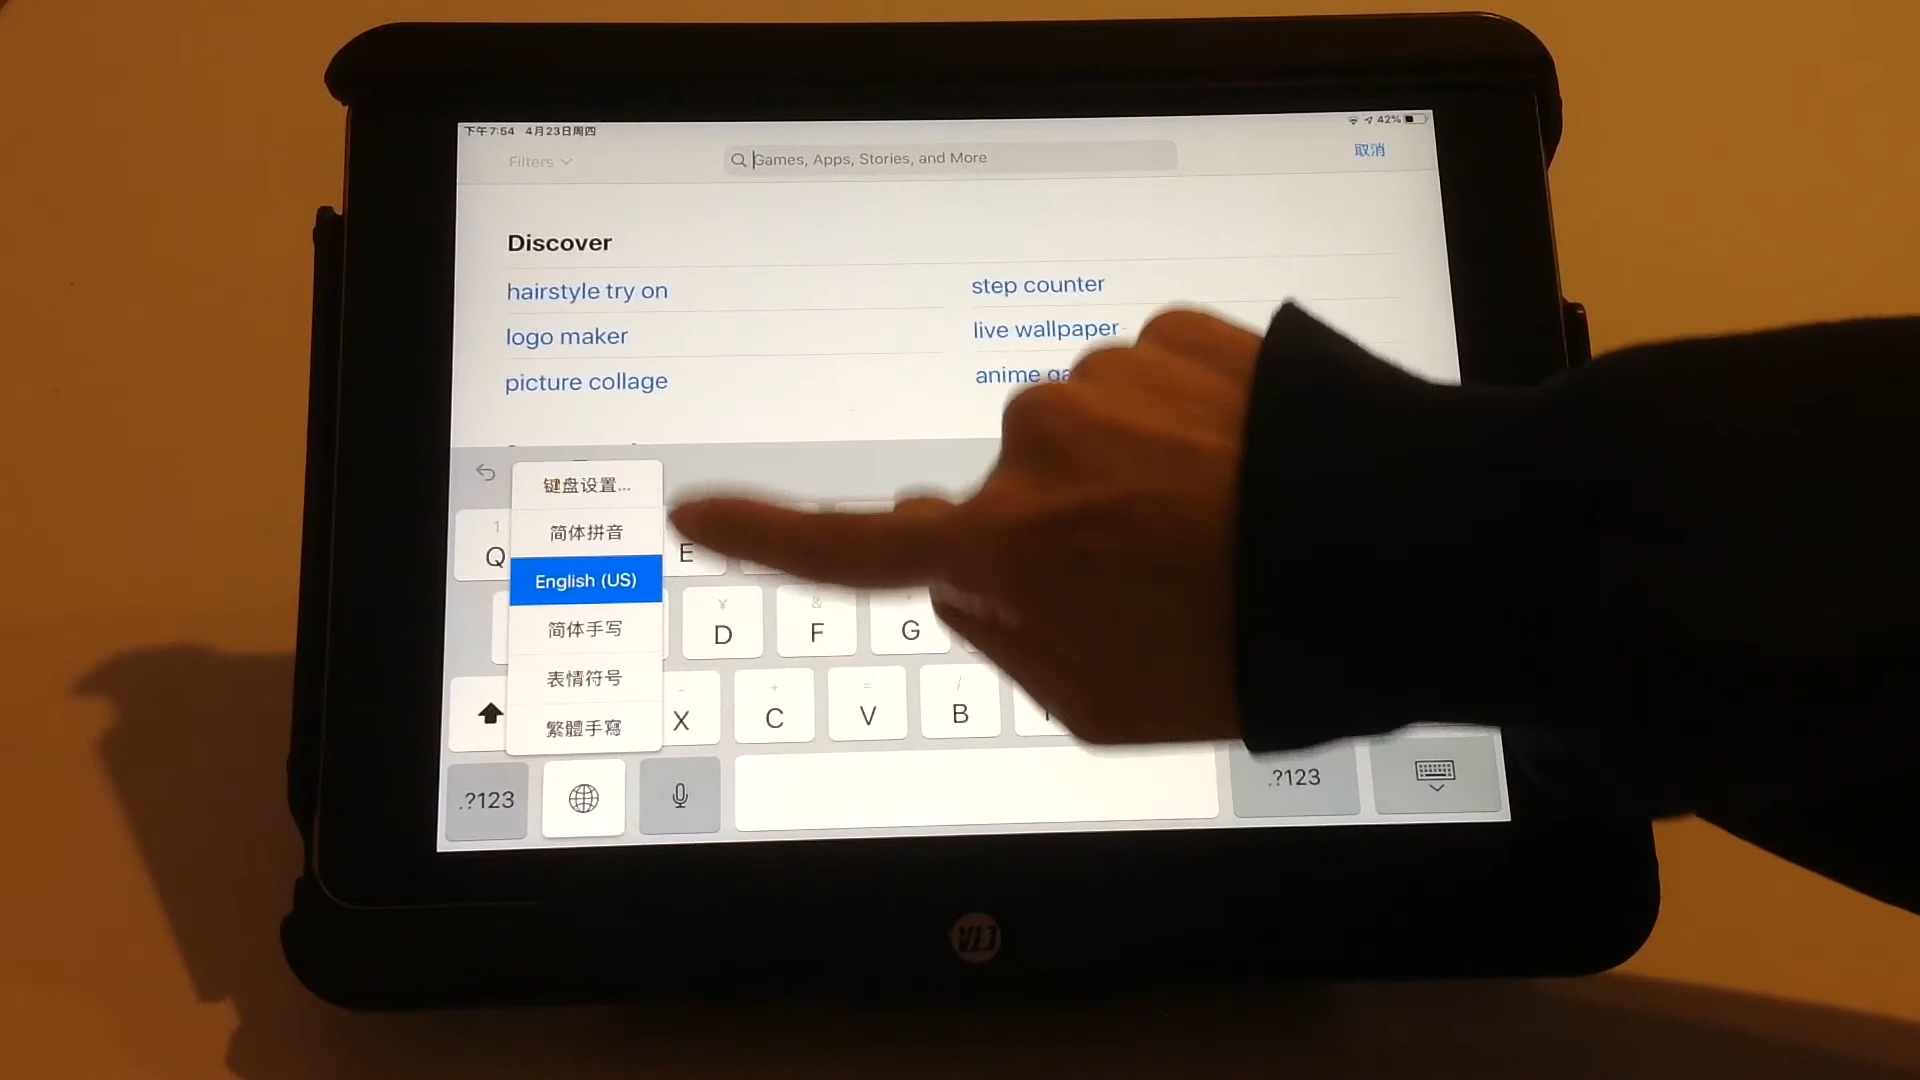 下午7:54 4月23日周四
42%
Filters
Games, Apps, Stories, and More
取消
Discover
hairstyle try on
step counter
logo maker
live wallpaper
picture collage
anime
键盘设置...
简体拼音
English (US)
简体手写
表情符号
繁體手寫
1
Q
E
¥
D
&
F
G
-
X
+
C
=
V
/
B
.?123
.?123